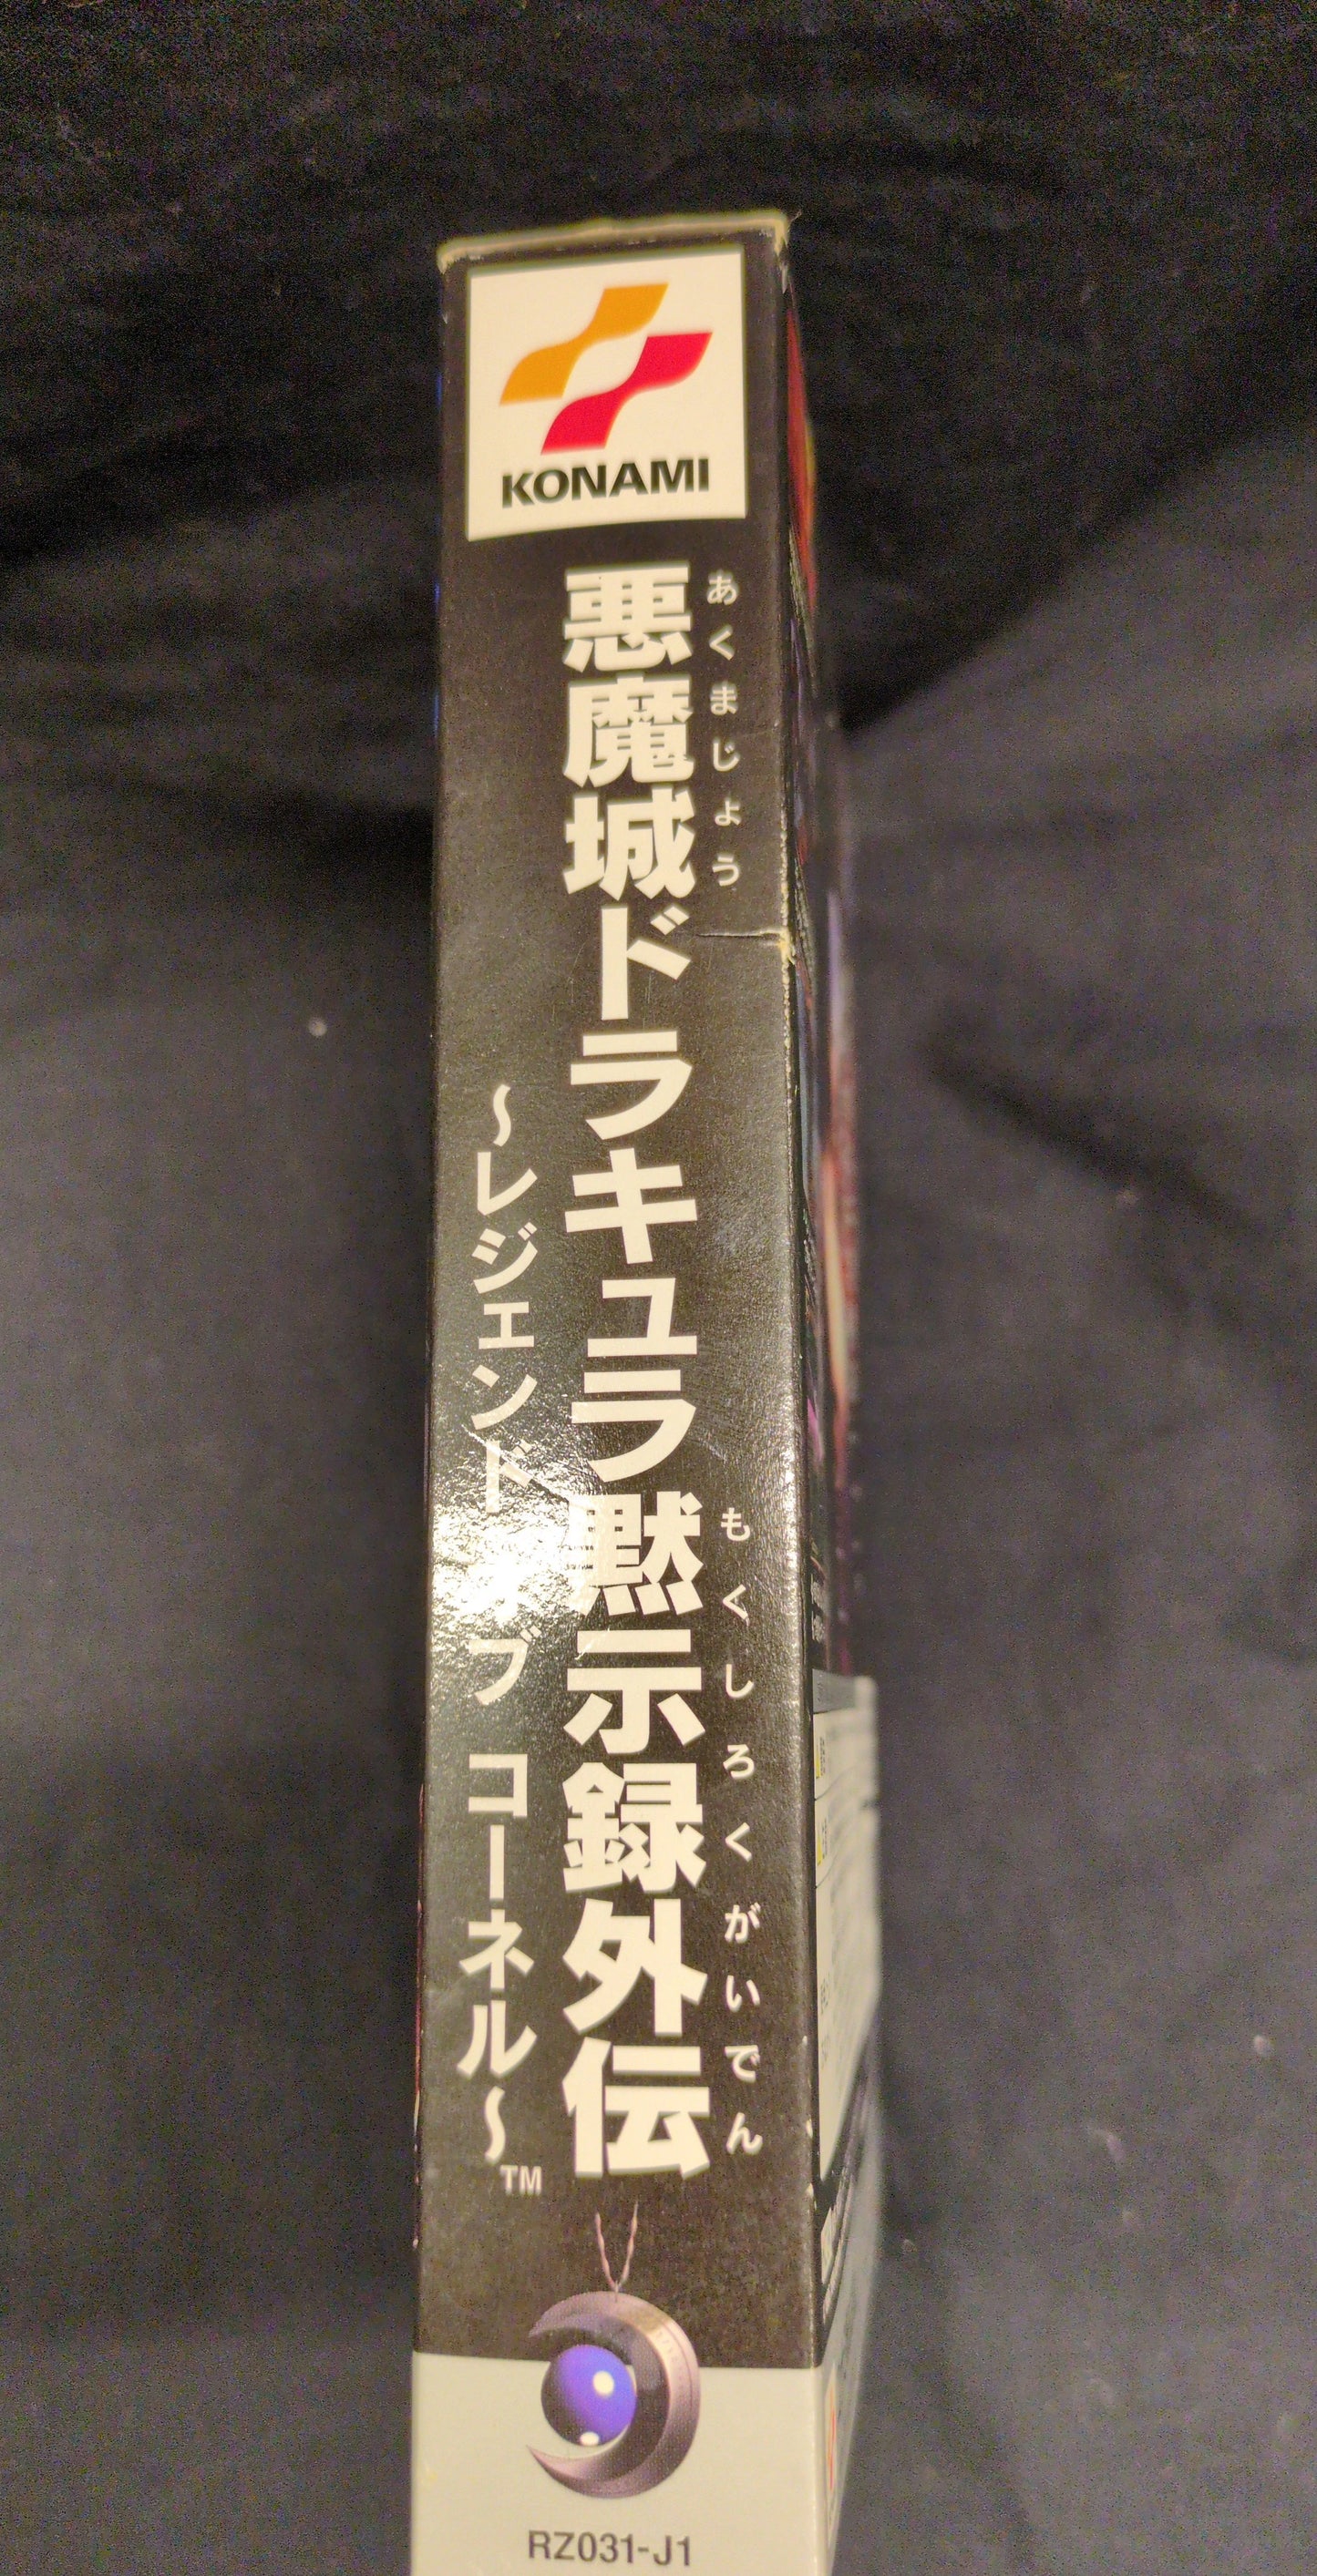 KONAMI
あくまじょう もくしろくがいでん
悪魔城ドラキュラ黙示録外伝
〜レジェンド ブ コーネル〜
TM
RZ031-J1